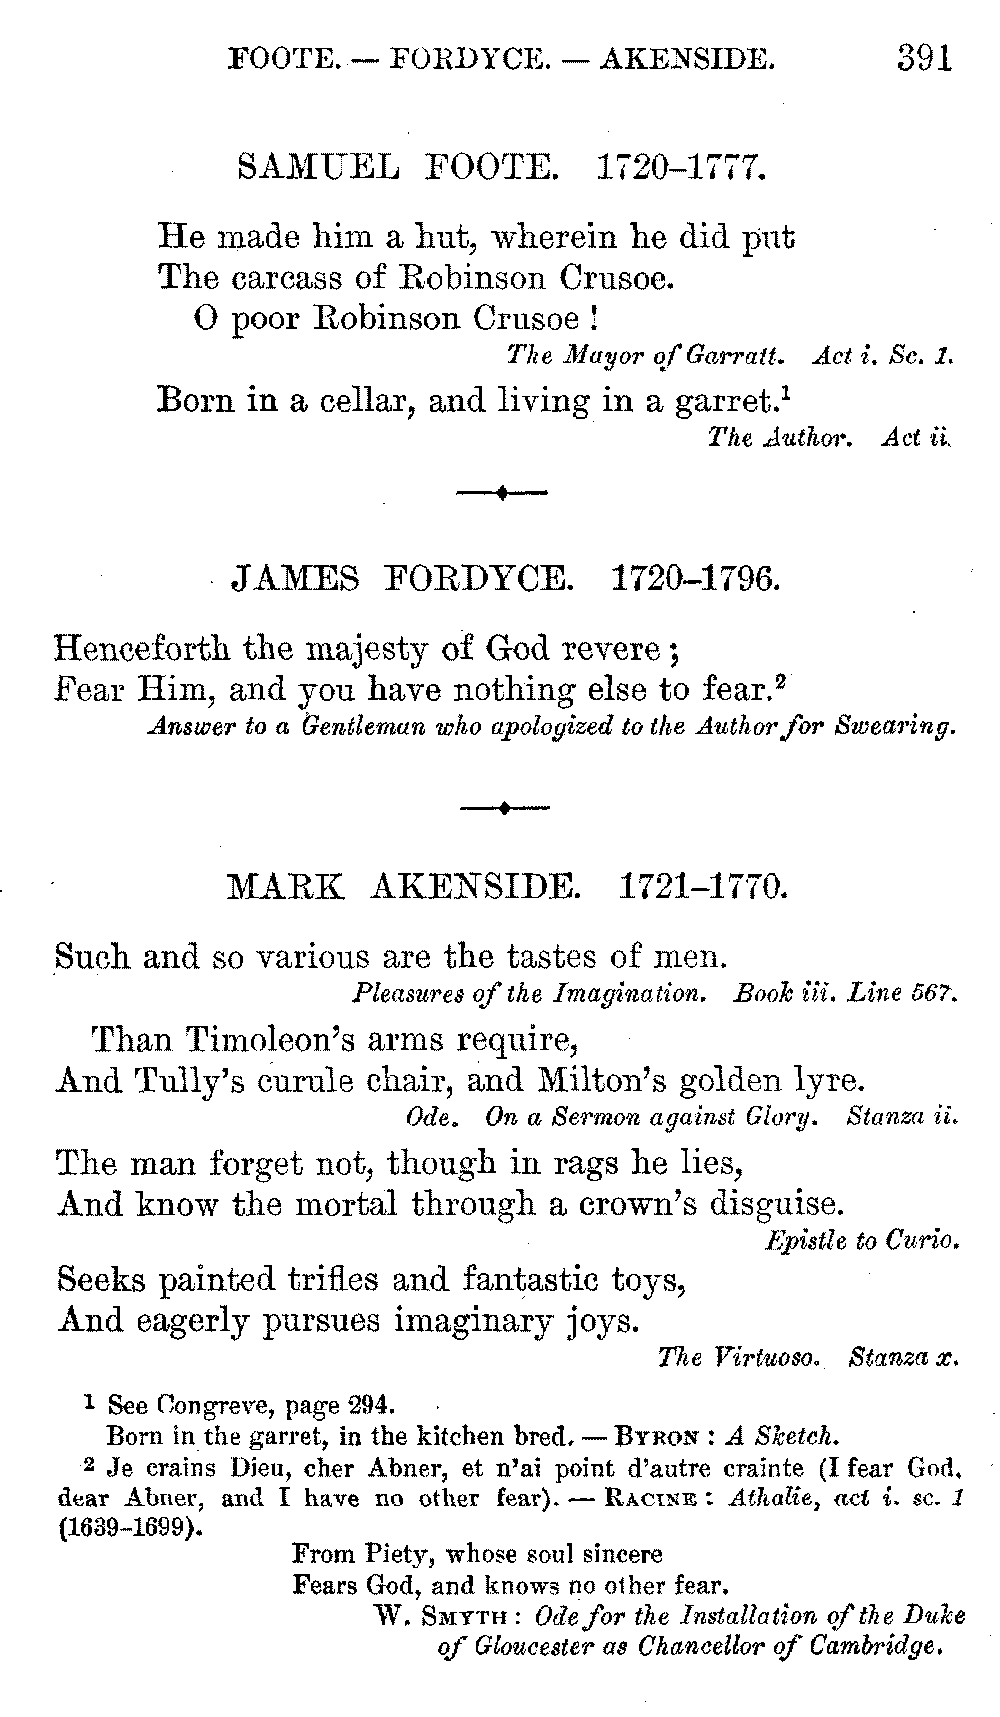 FOOTE. — FORDYCE. — AKENSIDE. 391
SAMUEL FOOTE. 1720–1777.
He made him a hut, wherein he did put
The carcass of Robinson Crusoe.
O poor Robinson Crusoe !
The Mayor of Garratt. Act i. Sc. 1.
Born in a cellar, and living in a garret.¹
The Author. Act ii.
JAMES FORDYCE. 1720–1796.
Henceforth the majesty of God revere ;
Fear Him, and you have nothing else to fear.²
Answer to a Gentleman who apologized to the Author for Swearing.
MARK AKENSIDE. 1721–1770.
Such and so various are the tastes of men.
Pleasures of the Imagination. Book iii. Line 567.
Than Timoleon's arms require,
And Tully's curule chair, and Milton's golden lyre.
Ode. On a Sermon against Glory. Stanza ii.
The man forget not, though in rags he lies,
And know the mortal through a crown's disguise.
Epistle to Curio.
Seeks painted trifles and fantastic toys,
And eagerly pursues imaginary joys.
The Virtuoso. Stanza x.
¹ See Congreve, page 294.
Born in the garret, in the kitchen bred. — BYRON : A Sketch.
² Je crains Dieu, cher Abner, et n'ai point d'autre crainte (I fear God,
dear Abner, and I have no other fear). — RACINE : Athalie, act i. sc. 1
(1639–1699).
From Piety, whose soul sincere
Fears God, and knows no other fear.
W. SMYTH : Ode for the Installation of the Duke
of Gloucester as Chancellor of Cambridge.